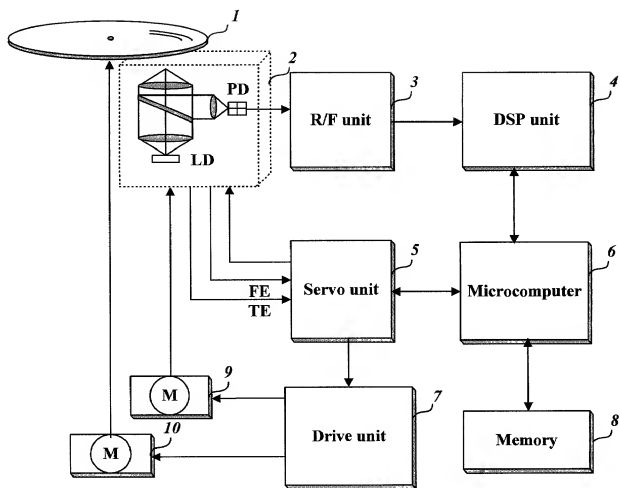 1
2
PD
LD
3
R/F unit
4
DSP unit
5
Servo unit
FE
TE
6
Microcomputer
9
M
10
M
7
Drive unit
8
Memory